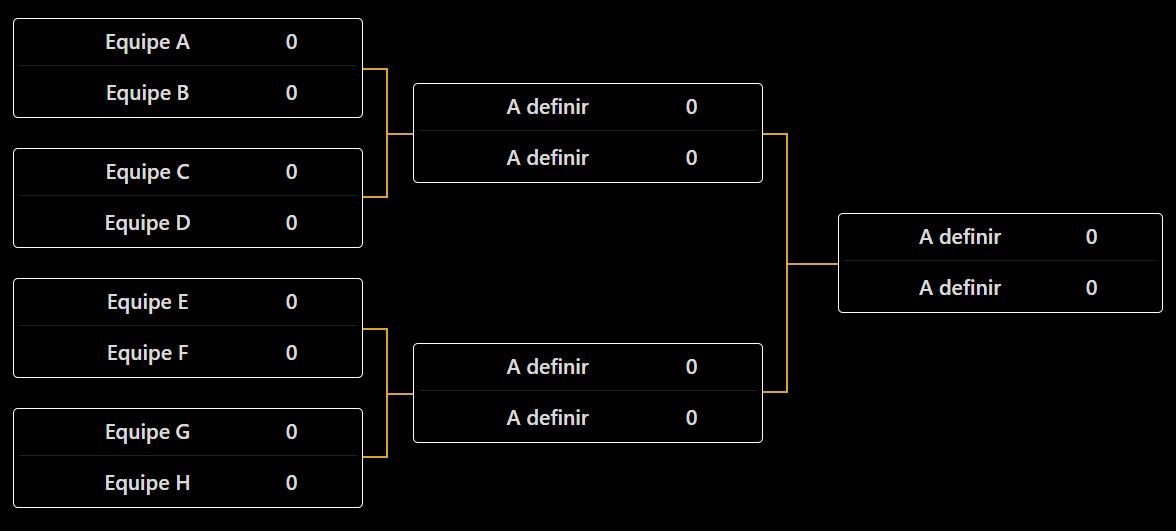 Equipe A 0
Equipe B 0
Equipe C 0
Equipe D 0
Equipe E 0
Equipe F 0
Equipe G 0
Equipe H 0
A definir 0
A definir 0
A definir 0
A definir 0
A definir 0
A definir 0